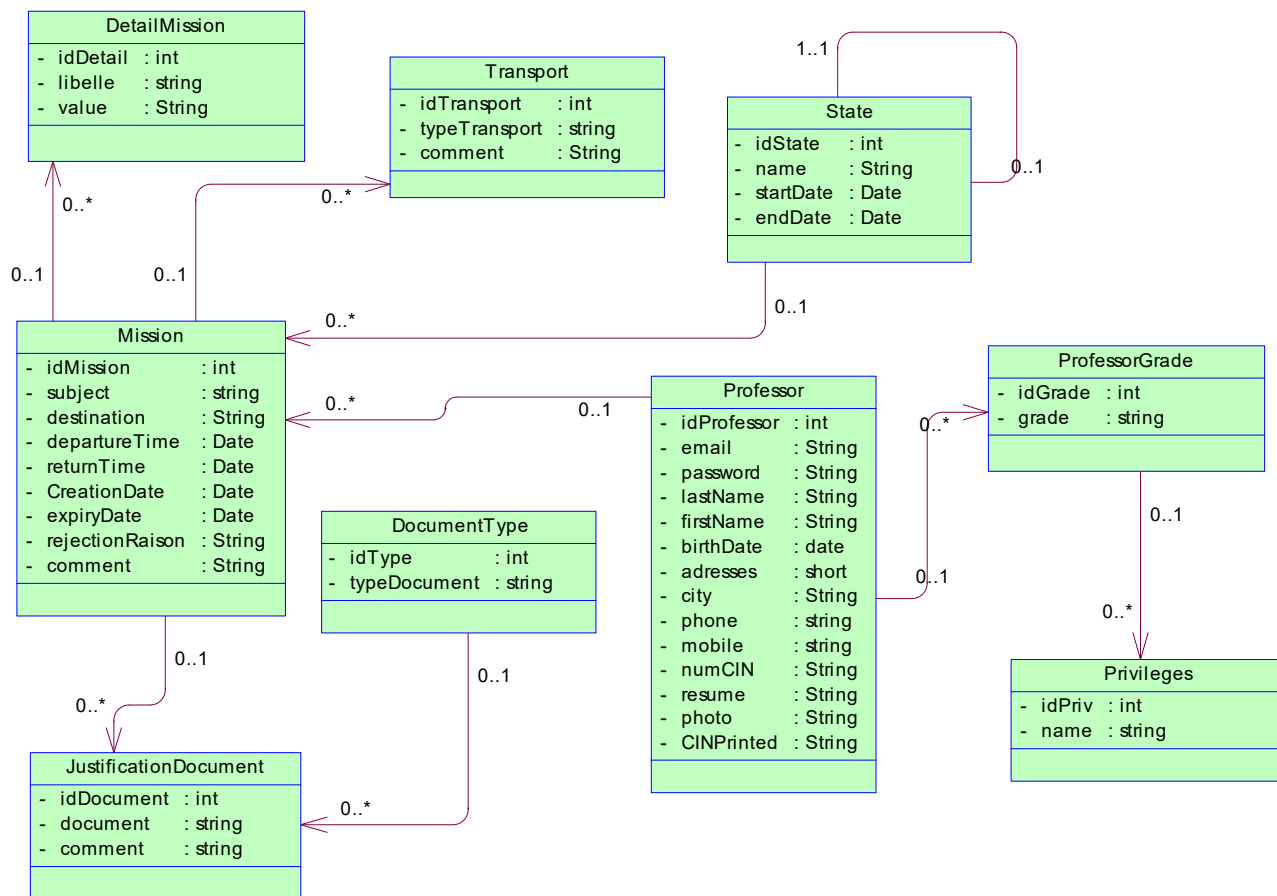 DetailMission
- idDetail : int
- libelle : string
- value : String
0..*
0..1
Transport
- idTransport : int
- typeTransport : string
- comment : String
0..*
0..1
State
- idState : int
- name : String
- startDate : Date
- endDate : Date
1..1
0..1
0..1
0..*
Mission
- idMission : int
- subject : string
- destination : String
- departureTime : Date
- returnTime : Date
- CreationDate : Date
- expiryDate : Date
- rejectionRaison : String
- comment : String
0..*
0..1
Professor
- idProfessor : int
- email : String
- password : String
- lastName : String
- firstName : String
- birthDate : date
- adresses : short
- city : String
- phone : string
- mobile : string
- numCIN : String
- resume : String
- photo : String
- CINPrinted : String
0..*
0..1
ProfessorGrade
- idGrade : int
- grade : string
0..1
0..*
Privileges
- idPriv : int
- name : string
DocumentType
- idType : int
- typeDocument : string
0..1
0..*
0..1
0..*
JustificationDocument
- idDocument : int
- document : string
- comment : string